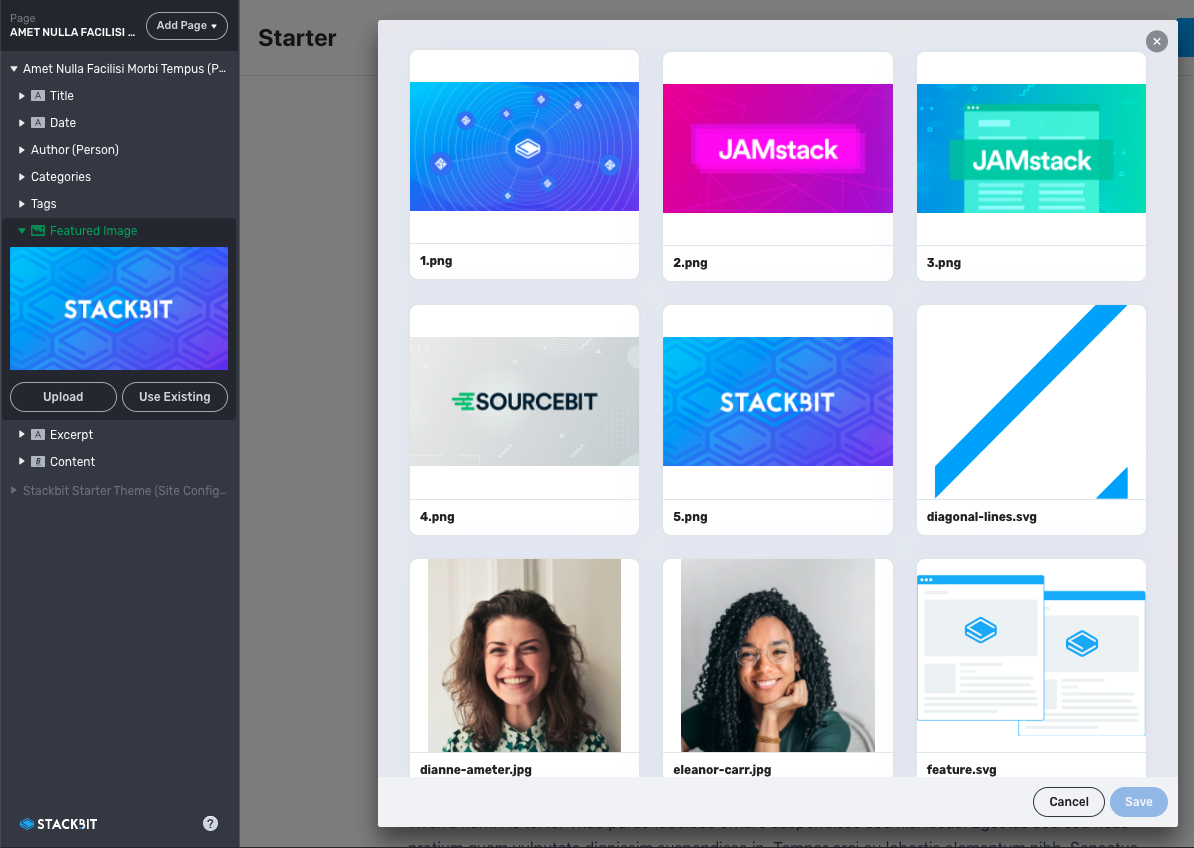 Page
AMET NULLA FACILISI ...
Add Page
Amet Nulla Facilisi Morbi Tempus (P...
A Title
A Date
Author (Person)
Categories
Tags
Featured Image
STACKBIT
Upload
Use Existing
A Excerpt
B Content
Stackbit Starter Theme (Site Config...
STACKBIT
?
Starter
1.png
JAMstack
2.png
JAMstack
3.png
SOURCEBIT
4.png
STACKBIT
5.png
diagonal-lines.svg
dianne-ameter.jpg
eleanor-carr.jpg
feature.svg
Cancel
Save